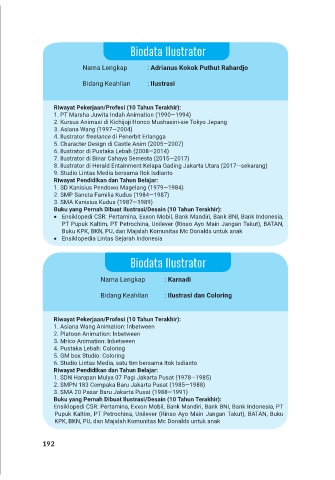 Biodata Ilustrator
Nama Lengkap : Adrianus Kokok Puthut Rahardjo
Bidang Keahlian : Ilustrasi
Riwayat Pekerjaan/Profesi (10 Tahun Terakhir):
1. PT Marsha Juwita Indah Animation (1990—1994)
2. Kursus Animasi di Kichijoji Honco Mushasini-sie Tokyo Jepang
3. Asiana Wang (1997—2004)
4. Ilustrator freelance di Penerbit Erlangga
5. Character Design di Castle Anim (2005—2007)
6. Ilustrator di Pustaka Lebah (2008—2014)
7. Ilustrator di Binar Cahaya Semesta (2015—2017)
8. Ilustrator di Herald Entainment Kelapa Gading Jakarta Utara (2017—sekarang)
9. Studio Lintas Media bersama Itok Isdianto
Riwayat Pendidikan dan Tahun Belajar:
1. SD Kanisius Pendowo Magelang (1979—1984)
2. SMP Sancta Familia Kudus (1984—1987)
3. SMA Kanisius Kudus (1987—1989)
Buku yang Pernah Dibuat Ilustrasi/Desain (10 Tahun Terakhir):
• Ensiklopedi CSR: Pertamina, Exxon Mobil, Bank Mandiri, Bank BNI, Bank Indonesia,
PT Pupuk Kaltim, PT Petrochina, Unilever (Rinso Ayo Main Jangan Takut), BATAN,
Buku KPK, BKN, PU, dan Majalah Komunitas Mc Donalds untuk anak
• Ensiklopedia Lintas Sejarah Indonesia
Biodata Ilustrator
Nama Lengkap : Karnadi
Bidang Keahlian : Ilustrasi dan Coloring
Riwayat Pekerjaan/Profesi (10 Tahun Terakhir):
1. Asiana Wang Animation: Inbetween
2. Platoon Animation: Inbetween
3. Mrico Animation: Inbetween
4. Pustaka Lebah: Coloring
5. GM box Studio: Coloring
6. Studio Lintas Media, satu tim bersama Itok Isdianto
Riwayat Pendidikan dan Tahun Belajar:
1. SDN Harapan Mulya 07 Pagi Jakarta Pusat (1978—1985)
2. SMPN 183 Cempaka Baru Jakarta Pusat (1985—1988)
3. SMA 20 Pasar Baru Jakarta Pusat (1988—1991)
Buku yang Pernah Dibuat Ilustrasi/Desain (10 Tahun Terakhir):
Ensiklopedi CSR: Pertamina, Exxon Mobil, Bank Mandiri, Bank BNI, Bank Indonesia, PT
Pupuk Kaltim, PT Petrochina, Unilever (Rinso Ayo Main Jangan Takut), BATAN, Buku
KPK, BKN, PU, dan Majalah Komunitas Mc Donalds untuk anak
192